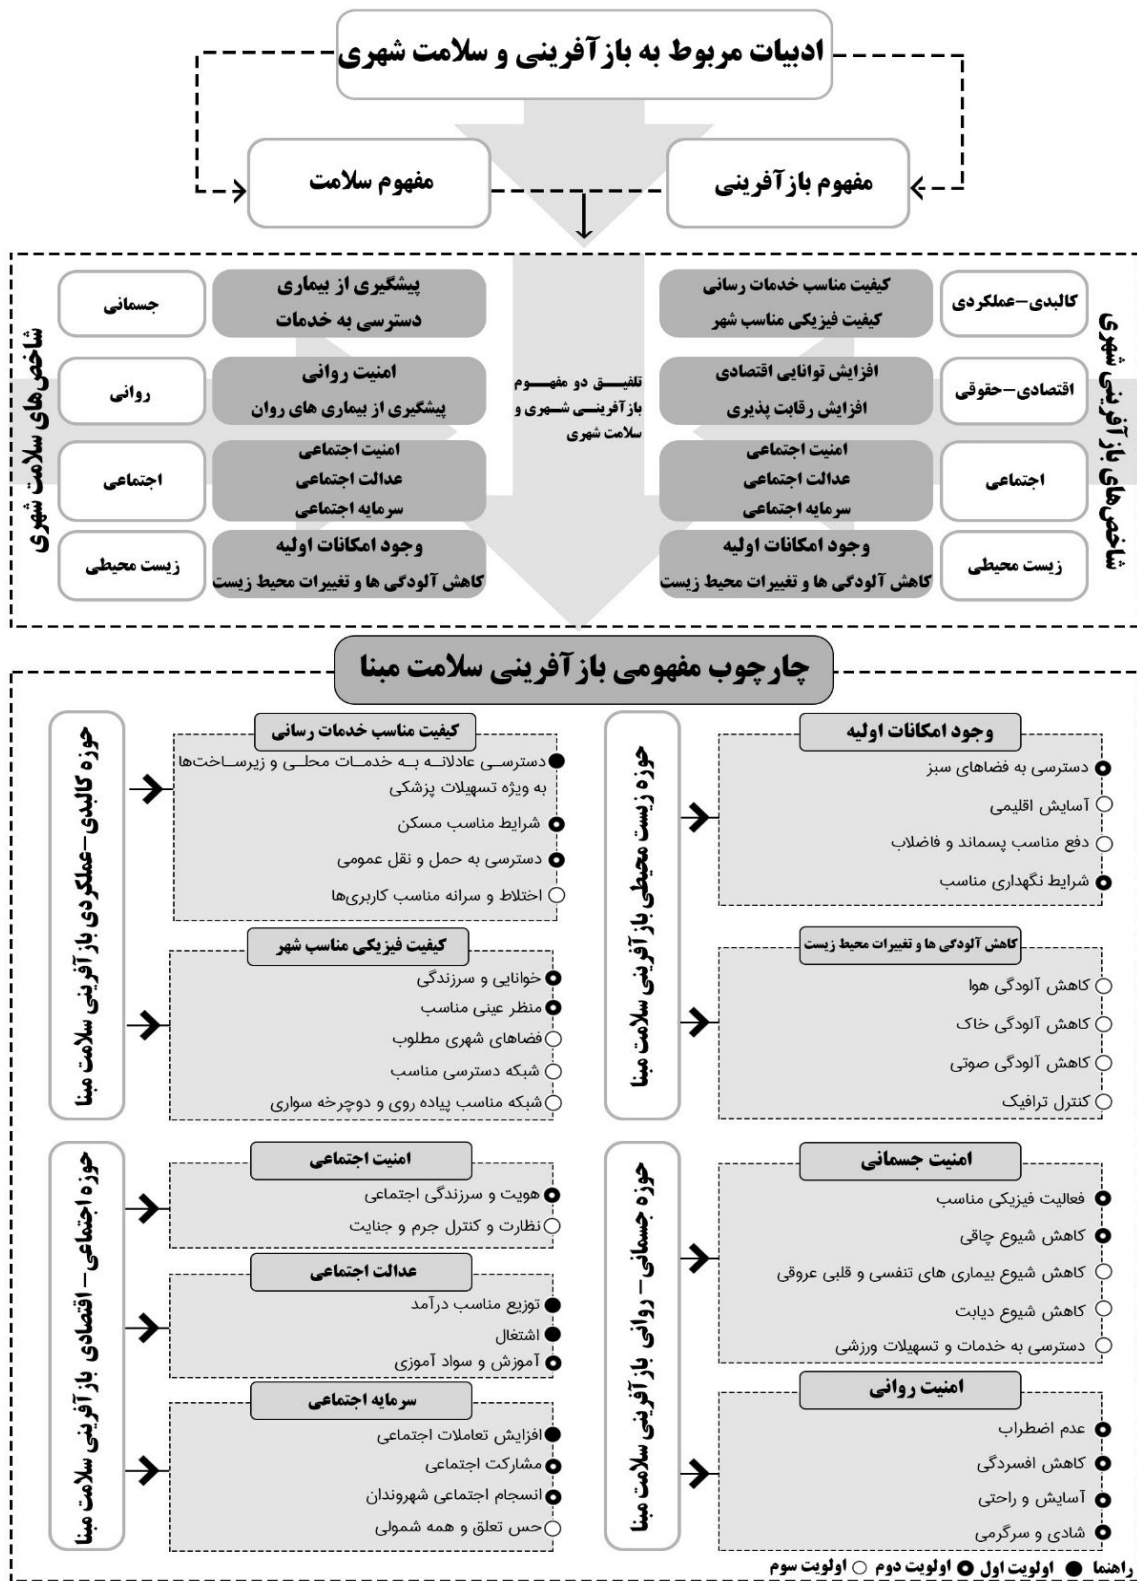 ادبیات مربوط به بازآفرینی و سلامت شهری
مفهوم بازآفرینی
مفهوم سلامت
شاخص‌های بازآفرینی شهری
کالبدی-عملکردی
کیفیت مناسب خدمات رسانی
کیفیت فیزیکی مناسب شهر
اقتصادی-حقوقی
افزایش توانایی اقتصادی
افزایش رقابت پذیری
اجتماعی
امنیت اجتماعی
عدالت اجتماعی
سرمایه اجتماعی
زیست محیطی
وجود امکانات اولیه
کاهش آلودگی ها و تغییرات محیط زیست
تلفیق دو مفهوم
بازآفرینی شهری و
سلامت شهری
پیشگیری از بیماری
دسترسی به خدمات
جسمانی
امنیت روانی
پیشگیری از بیماری های روان
روانی
امنیت اجتماعی
عدالت اجتماعی
سرمایه اجتماعی
اجتماعی
وجود امکانات اولیه
کاهش آلودگی ها و تغییرات محیط زیست
زیست محیطی
شاخص‌های سلامت شهری
چارچوب مفهومی بازآفرینی سلامت مبنا
حوزه زیست محیطی بازآفرینی سلامت مبنا
وجود امکانات اولیه
دسترسی به فضاهای سبز
آسایش اقلیمی
دفع مناسب پسماند و فاضلاب
شرایط نگهداری مناسب
کاهش آلودگی ها و تغییرات محیط زیست
کاهش آلودگی هوا
کاهش آلودگی خاک
کاهش آلودگی صوتی
کنترل ترافیک
حوزه کالبدی-عملکردی بازآفرینی سلامت مبنا
کیفیت مناسب خدمات رسانی
دسترسی عادلانه به خدمات محلی و زیرساخت‌ها
به ویژه تسهیلات پزشکی
شرایط مناسب مسکن
دسترسی به حمل و نقل عمومی
اختلاط و سرانه مناسب کاربری‌ها
کیفیت فیزیکی مناسب شهر
خوانایی و سرزندگی
منظر عینی مناسب
فضاهای شهری مطلوب
شبکه دسترسی مناسب
شبکه مناسب پیاده روی و دوچرخه سواری
حوزه جسمانی- روانی بازآفرینی سلامت مبنا
امنیت جسمانی
فعالیت فیزیکی مناسب
کاهش شیوع چاقی
کاهش شیوع بیماری های تنفسی و قلبی عروقی
کاهش شیوع دیابت
دسترسی به خدمات و تسهیلات ورزشی
امنیت روانی
عدم اضطراب
کاهش افسردگی
آسایش و راحتی
شادی و سرگرمی
حوزه اجتماعی- اقتصادی بازآفرینی سلامت مبنا
امنیت اجتماعی
هویت و سرزندگی اجتماعی
نظارت و کنترل جرم و جنایت
عدالت اجتماعی
توزیع مناسب درآمد
اشتغال
آموزش و سواد آموزی
سرمایه اجتماعی
افزایش تعاملات اجتماعی
مشارکت اجتماعی
انسجام اجتماعی شهروندان
حس تعلق و همه شمولی
راهنما اولویت اول اولویت دوم اولویت سوم